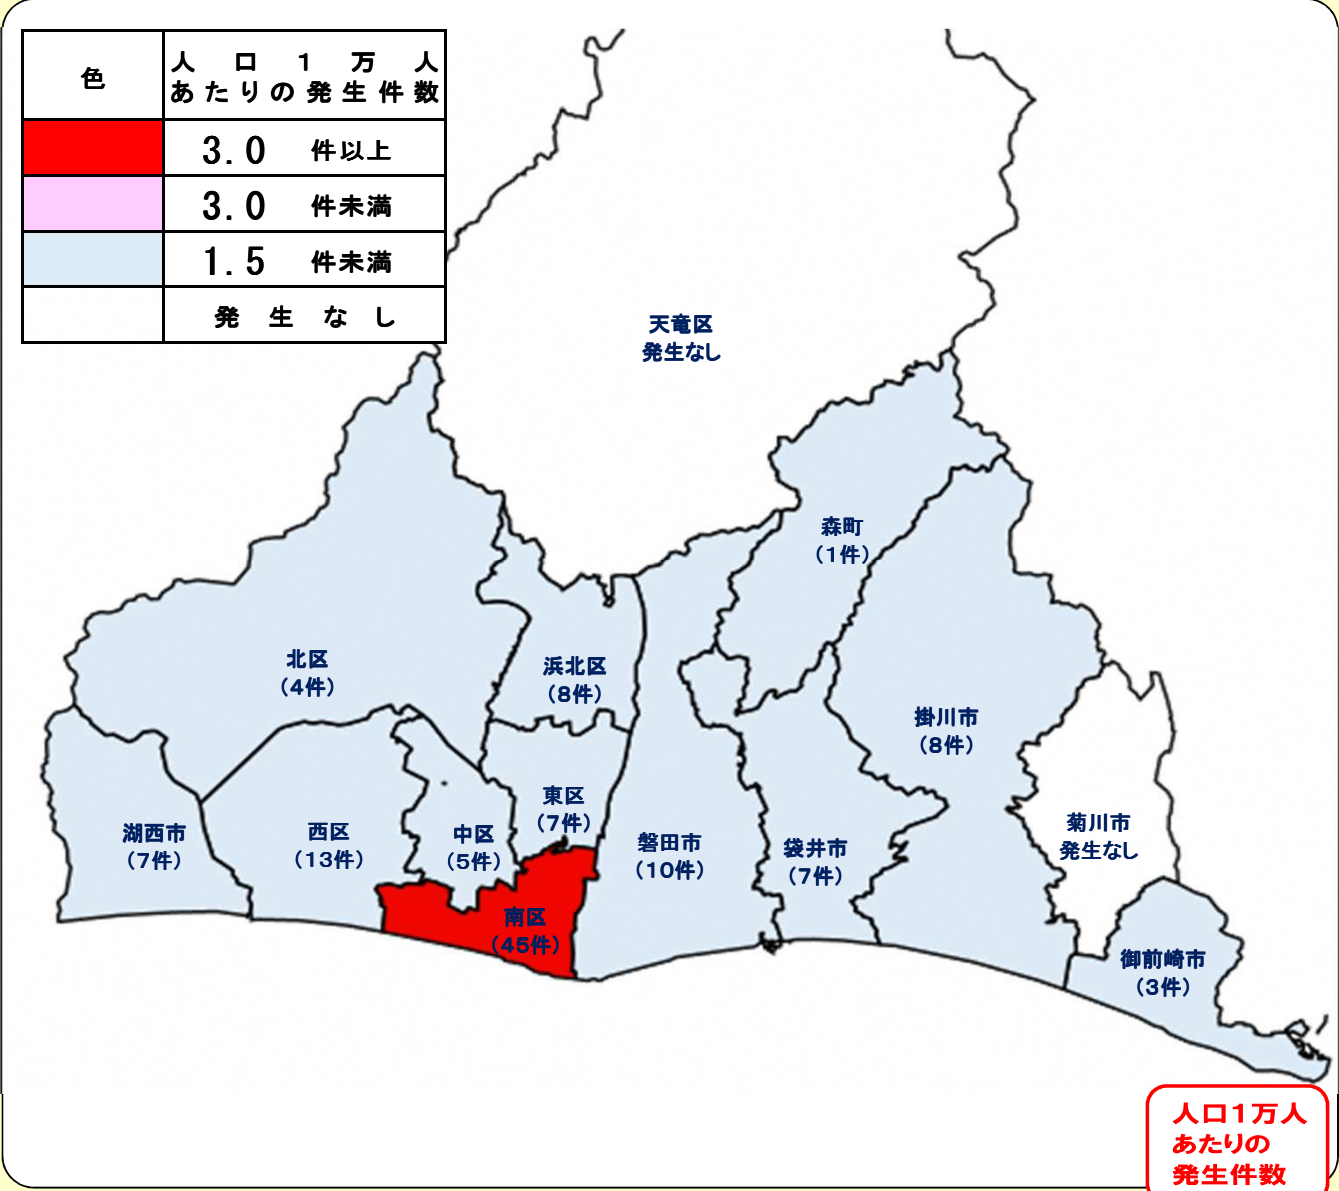 色
人口1万人
あたりの発生件数
3.0 件以上
3.0 件未満
1.5 件未満
発生なし
天竜区
発生なし
森町
(1件)
北区
(4件)
浜北区
(8件)
掛川市
(8件)
東区
(7件)
湖西市
(7件)
西区
(13件)
中区
(5件)
磐田市
(10件)
袋井市
(7件)
菊川市
発生なし
南区
(45件)
御前崎市
(3件)
人口1万人
あたりの
発生件数